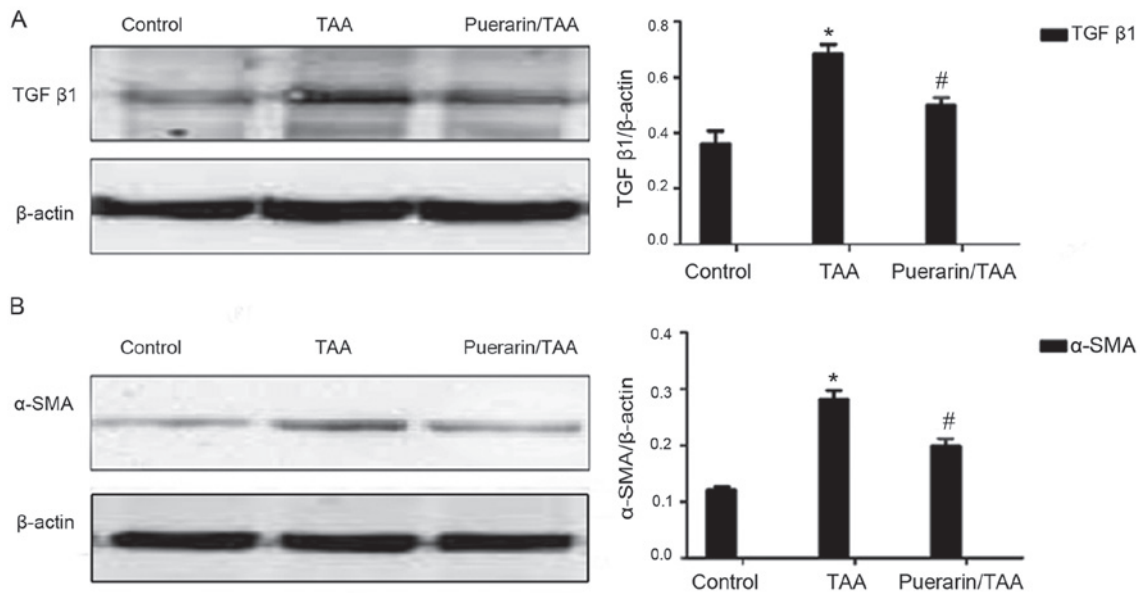 A
Control TAA Puerarin/TAA
TGF β1
β-actin
TGF β1/β-actin
0.8
0.6
0.4
0.2
0.0
*
#
Control TAA Puerarin/TAA
TGF β1
B
Control TAA Puerarin/TAA
α-SMA
β-actin
α-SMA/β-actin
0.4
0.3
0.2
0.1
0.0
*
#
Control TAA Puerarin/TAA
α-SMA